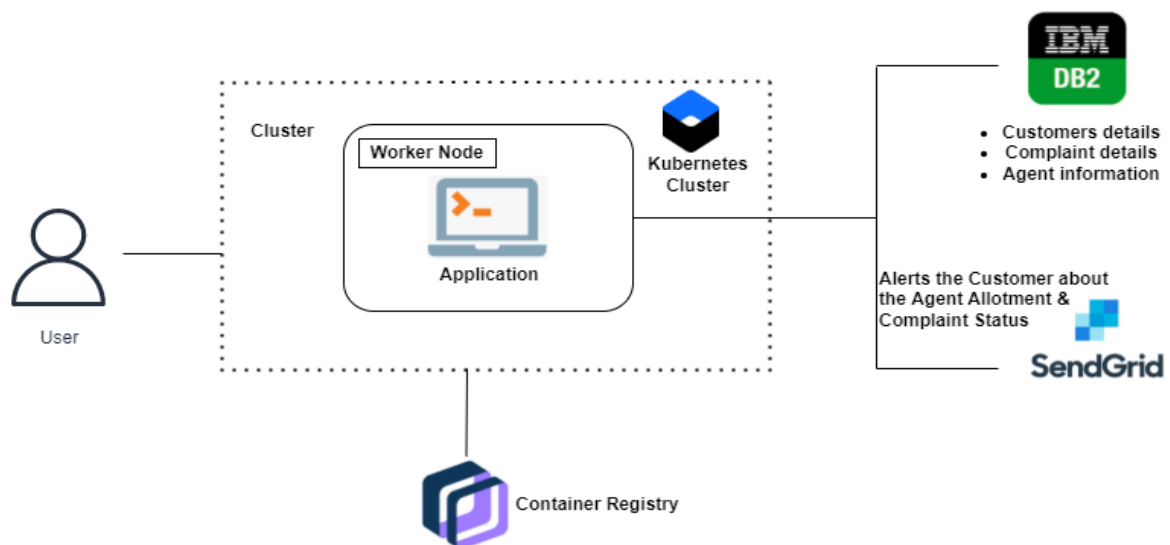 IBM
DB2
• Customers details
• Complaint details
• Agent information
Cluster
Worker Node
Kubernetes
Cluster
Application
User
Alerts the Customer about
the Agent Allotment &
Complaint Status
SendGrid
Container Registry